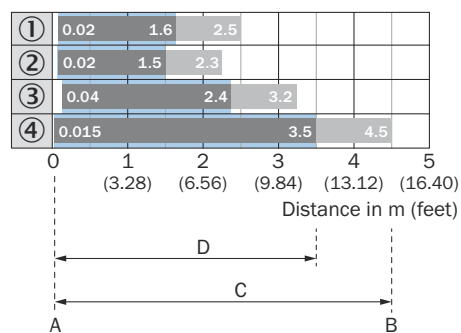 ① 0.02 1.6 2.5
② 0.02 1.5 2.3
③ 0.04 2.4 3.2
④ 0.015 3.5 4.5
0 1 2 3 4 5
(3.28) (6.56) (9.84) (13.12) (16.40)
Distance in m (feet)
D
C
A B